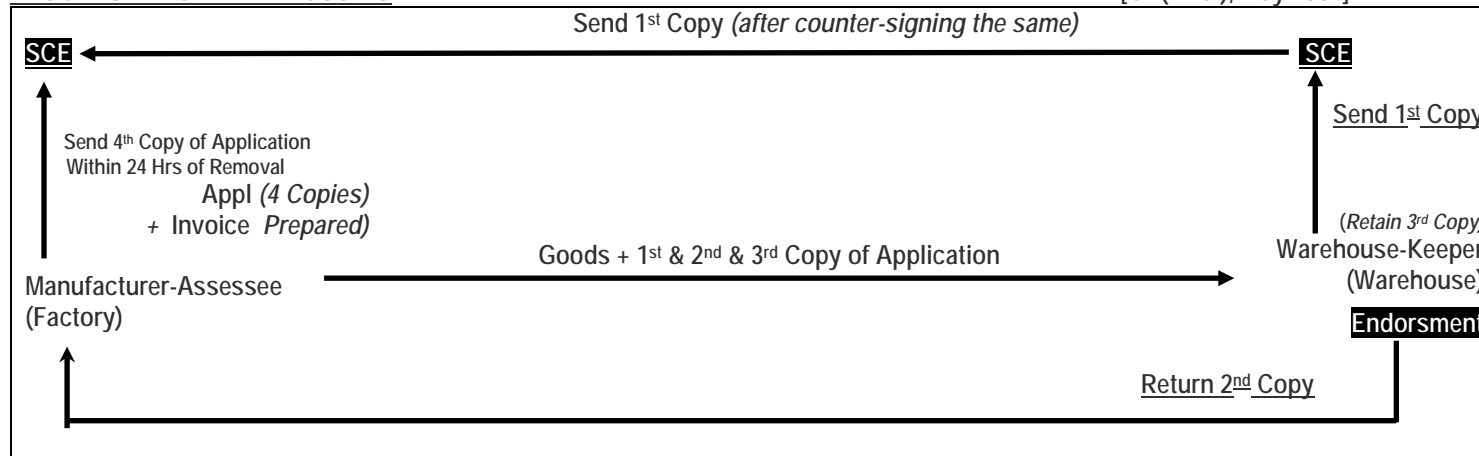 Send 1st Copy (after counter-signing the same)
SCE
SCE
Send 1st Copy
Send 4th Copy of Application
Within 24 Hrs of Removal
Appl (4 Copies)
+ Invoice Prepared)
(Retain 3rd Copy)
Goods + 1st & 2nd & 3rd Copy of Application
Warehouse-Keeper
(Warehouse)
Manufacturer-Assessee
(Factory)
Endorsment
Return 2nd Copy